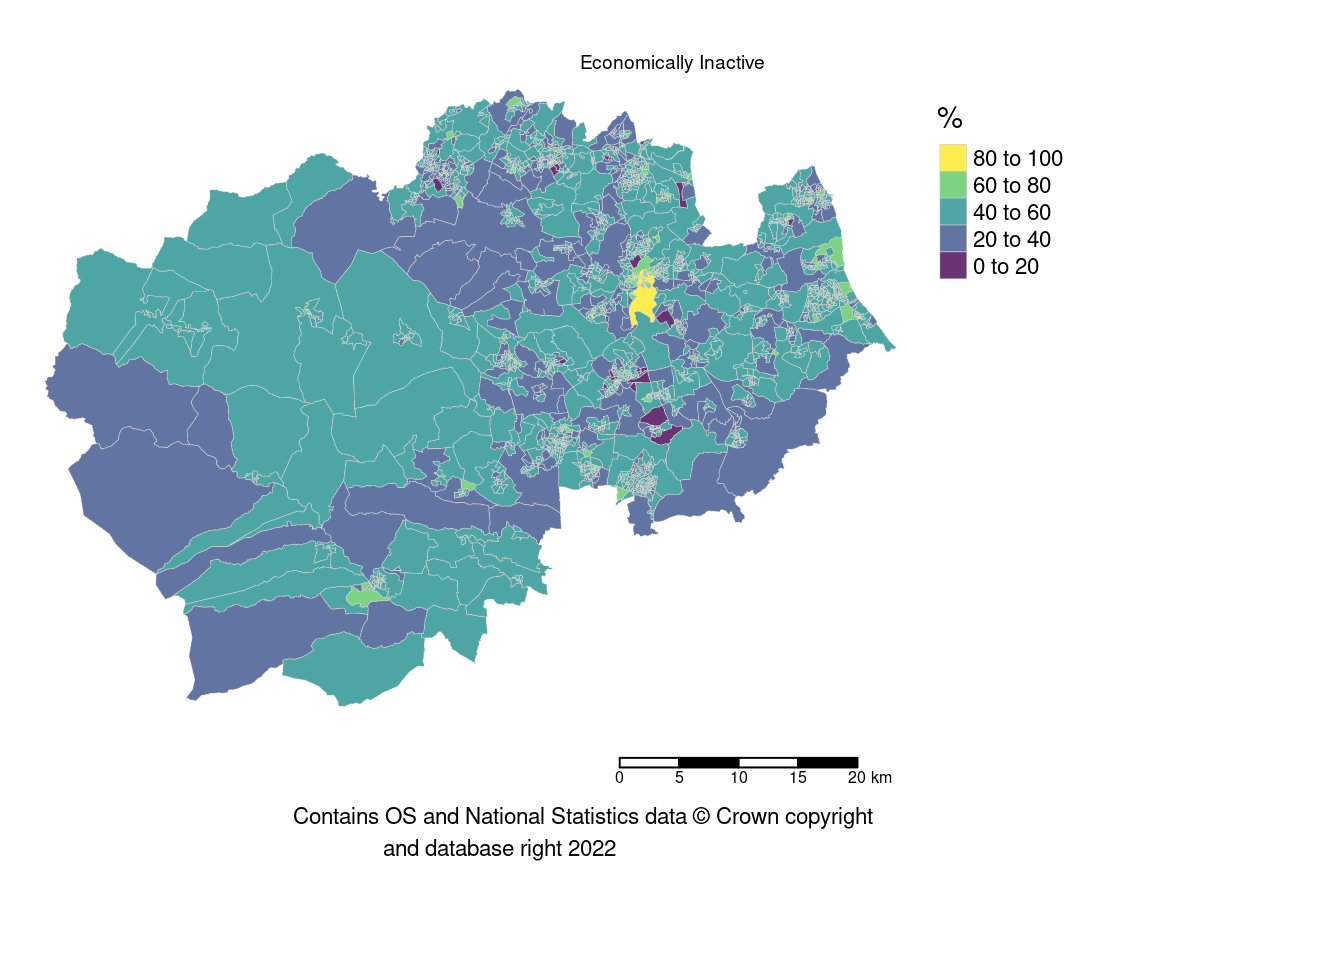 Economically Inactive
%
80 to 100
60 to 80
40 to 60
20 to 40
0 to 20
0 5 10 15 20 km
Contains OS and National Statistics data © Crown copyright
and database right 2022